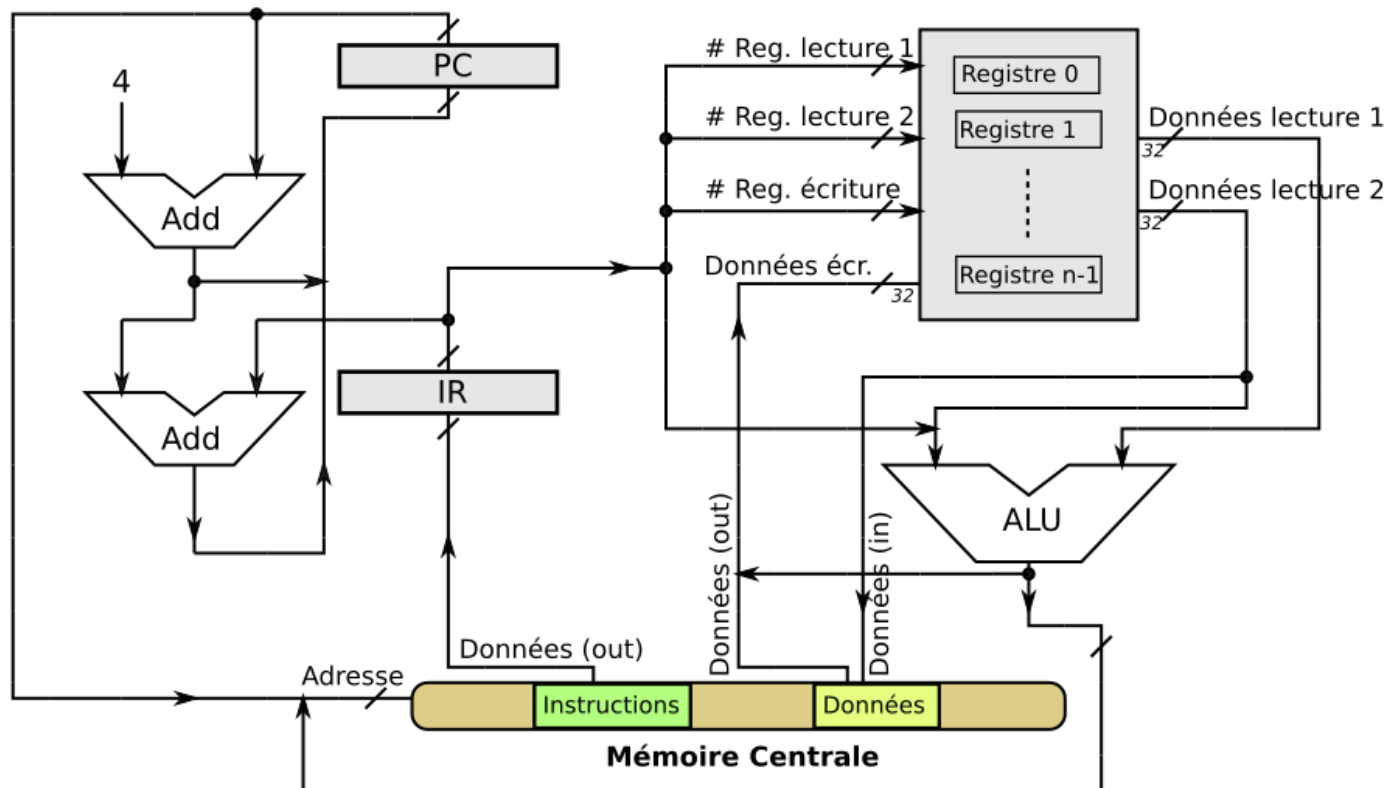 # Reg. lecture 1
PC
Registre 0
4
# Reg. lecture 2
Registre 1
Données lecture 1
32
# Reg. écriture
Données lecture 2
32
Add
Données écr.
32
Registre n-1
IR
Add
ALU
Données (out)
Données (in)
Données (out)
Adresse
Instructions
Données
Mémoire Centrale